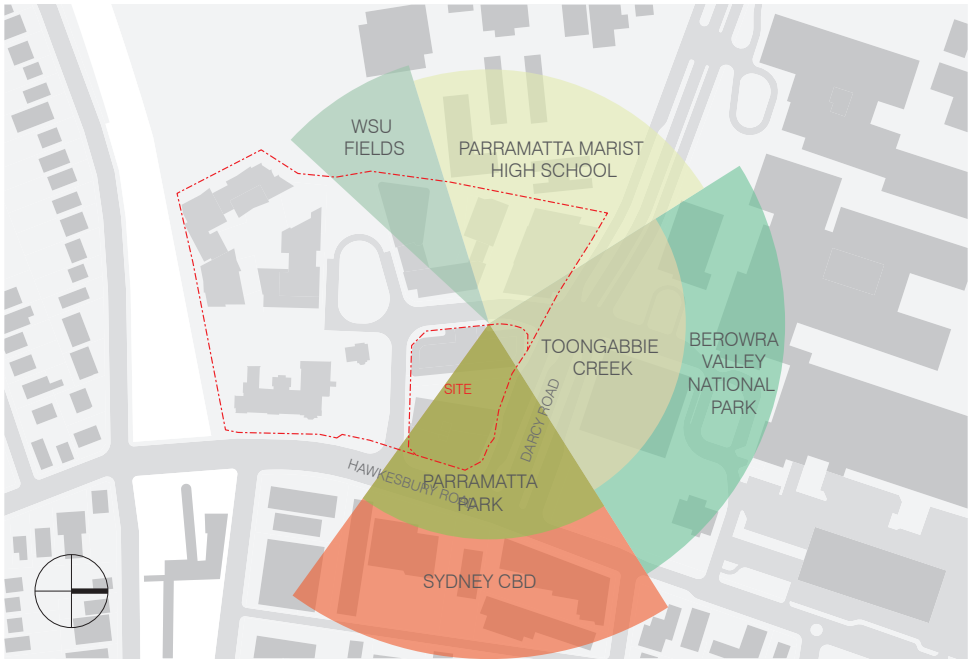 WSU
FIELDS
PARRAMATTA MARIST
HIGH SCHOOL
TOONGABBIE
CREEK
BEROWRA
VALLEY
NATIONAL
PARK
SITE
DARCY ROAD
HAWKESBURY ROAD
PARRAMATTA
PARK
SYDNEY CBD